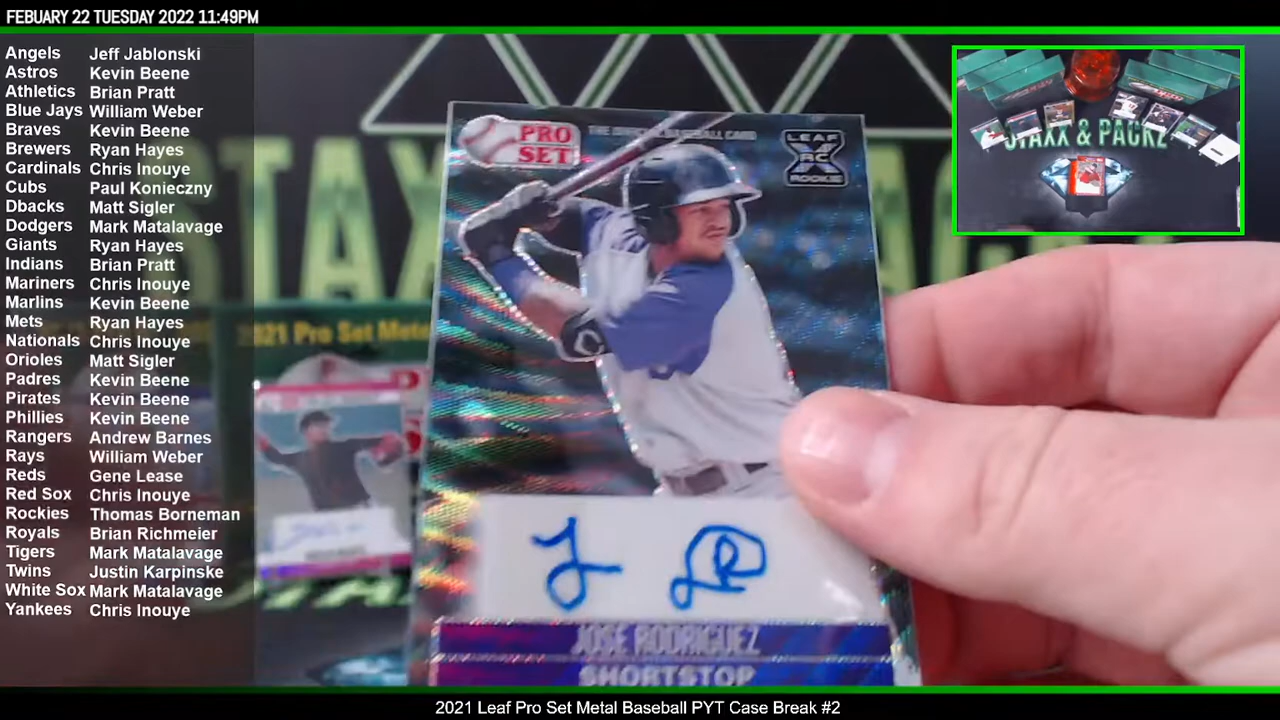 FEBUARY 22 TUESDAY 2022 11:49PM
Angels Jeff Jablonski
Astros Kevin Beene
Athletics Brian Pratt
Blue Jays William Weber
Braves Kevin Beene
Brewers Ryan Hayes
Cardinals Chris Inouye
Cubs Paul Konieczny
Dbacks Matt Sigler
Dodgers Mark Matalavage
Giants Ryan Hayes
Indians Brian Pratt
Mariners Chris Inouye
Marlins Kevin Beene
Mets Ryan Hayes
Nationals Chris Inouye
Orioles Matt Sigler
Padres Kevin Beene
Pirates Kevin Beene
Phillies Kevin Beene
Rangers Andrew Barnes
Rays William Weber
Reds Gene Lease
Red Sox Chris Inouye
Rockies Thomas Borneman
Royals Brian Richmeier
Tigers Mark Matalavage
Twins Justin Karpinske
White Sox Mark Matalavage
Yankees Chris Inouye
PRO
SET
THE OFFICIAL BASEBALL CARD
LEAF
RC
ROOKIE
STAXX & PACKZ
2021 Pro Set Metal
JOSE RODRIGUEZ
SHORTSTOP
2021 Leaf Pro Set Metal Baseball PYT Case Break #2